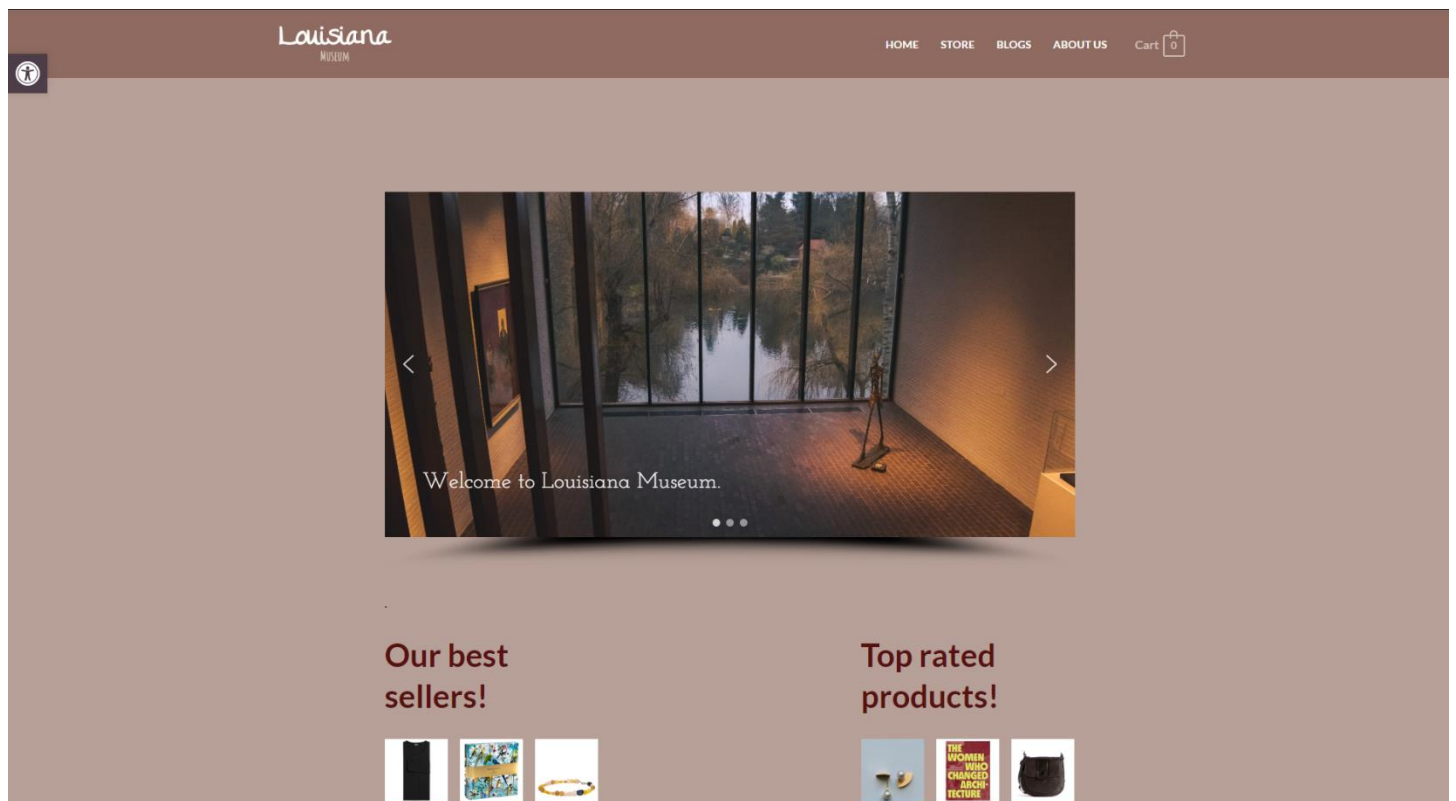 Louisiana
MUSEUM
HOME STORE BLOGS ABOUT US Cart 0
Welcome to Louisiana Museum.
.
Our best
sellers!
Top rated
products!
THE
WOMEN
WHO
CHANGED
ARCHI-
TECTURE